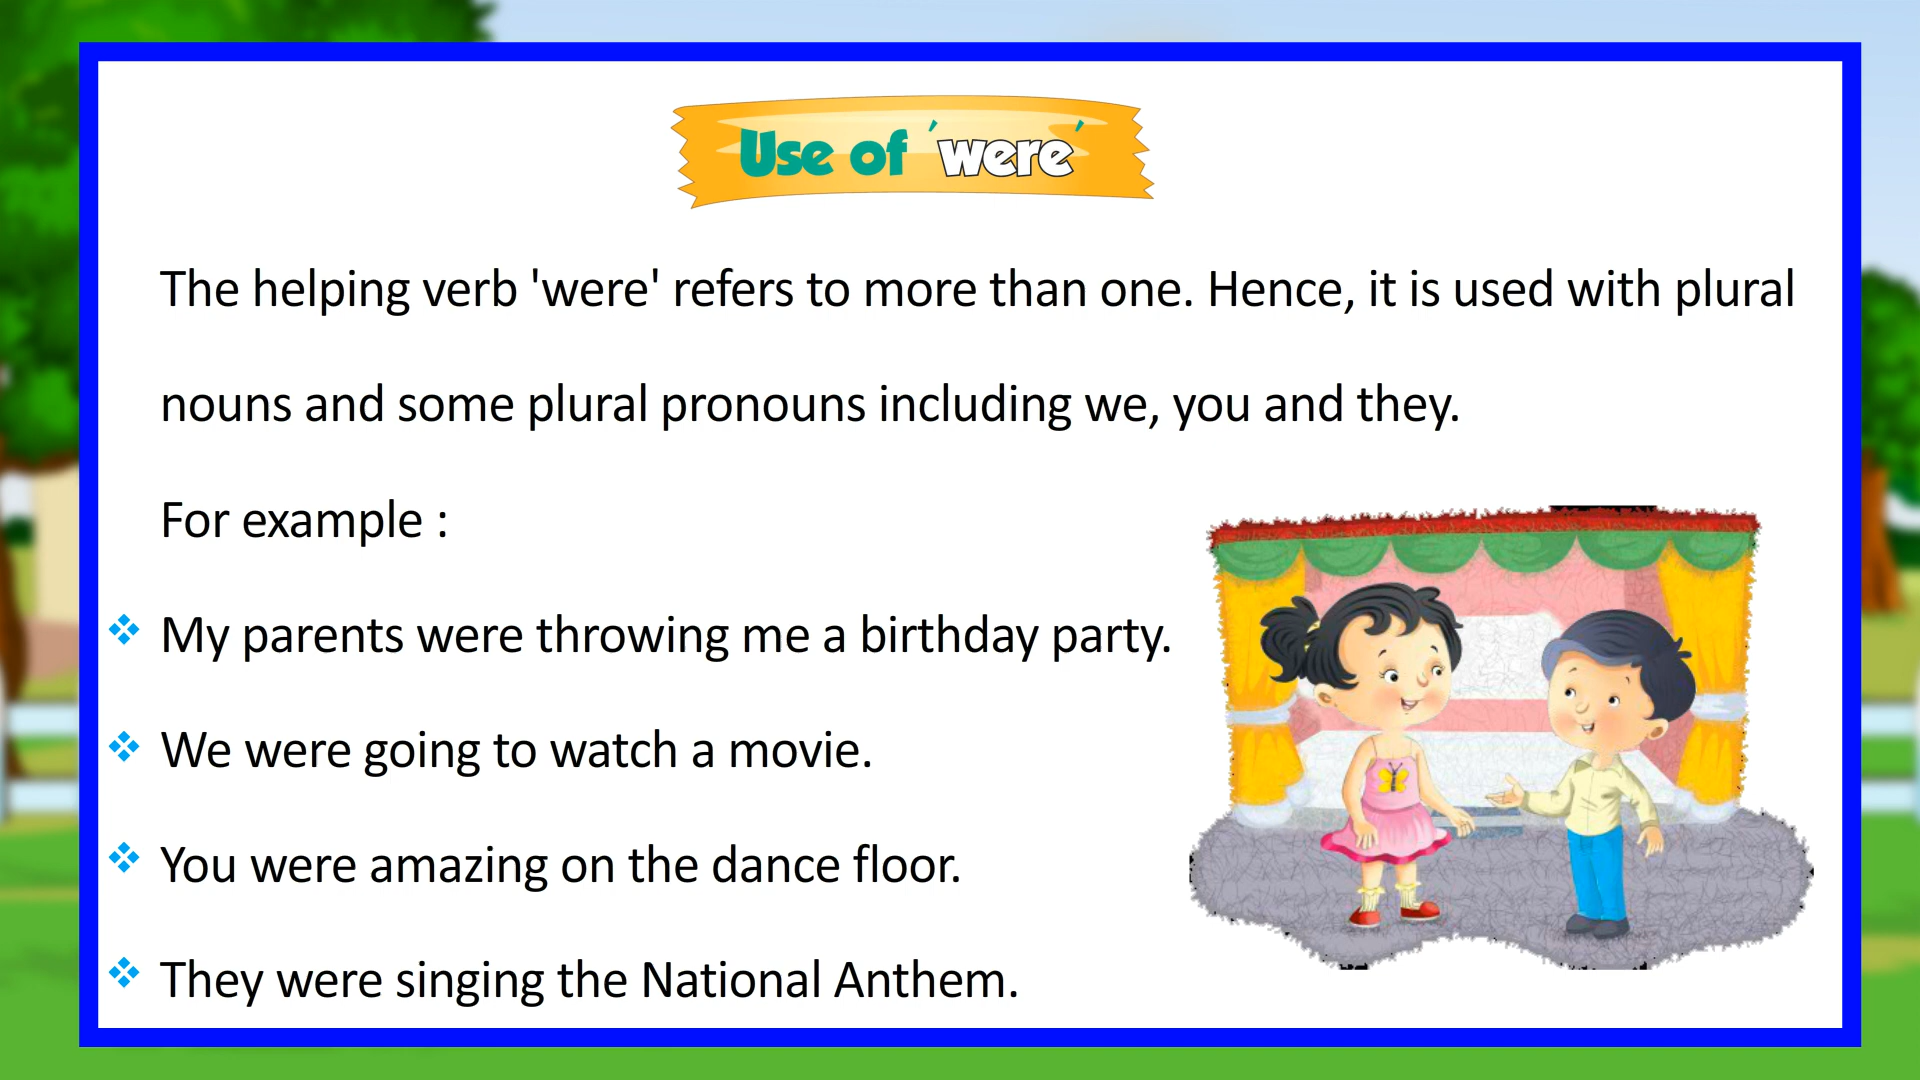 Use of 'were'
The helping verb 'were' refers to more than one. Hence, it is used with plural
nouns and some plural pronouns including we, you and they.
For example :
❖ My parents were throwing me a birthday party.
❖ We were going to watch a movie.
❖ You were amazing on the dance floor.
❖ They were singing the National Anthem.